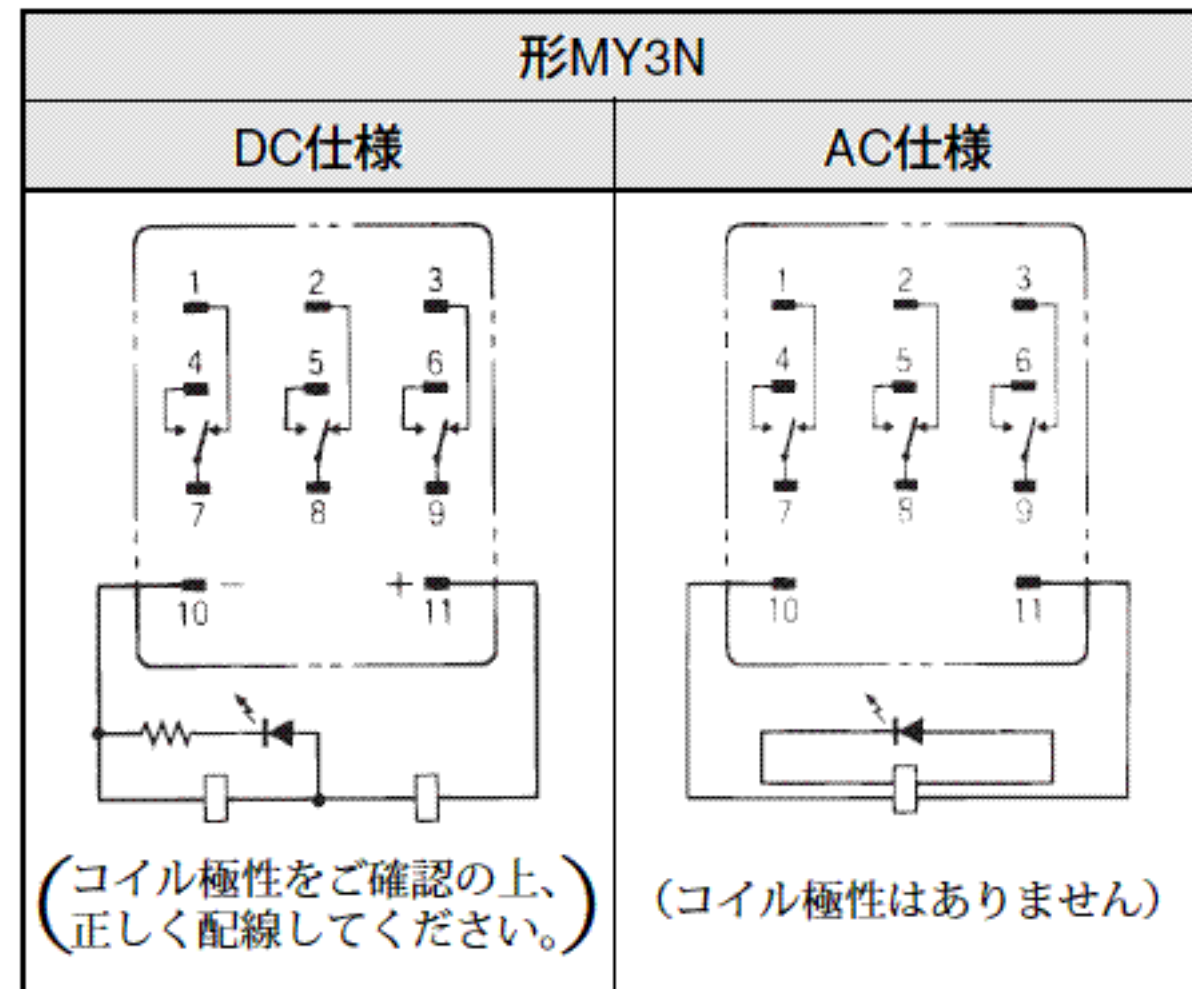 形MY3N
DC仕様 AC仕様
1 2 3
4 5 6
7 8 9
10 − + 11
1 2 3
4 5 6
7 8 9
10 11
(コイル極性をご確認の上、
正しく配線してください。)
(コイル極性はありません)